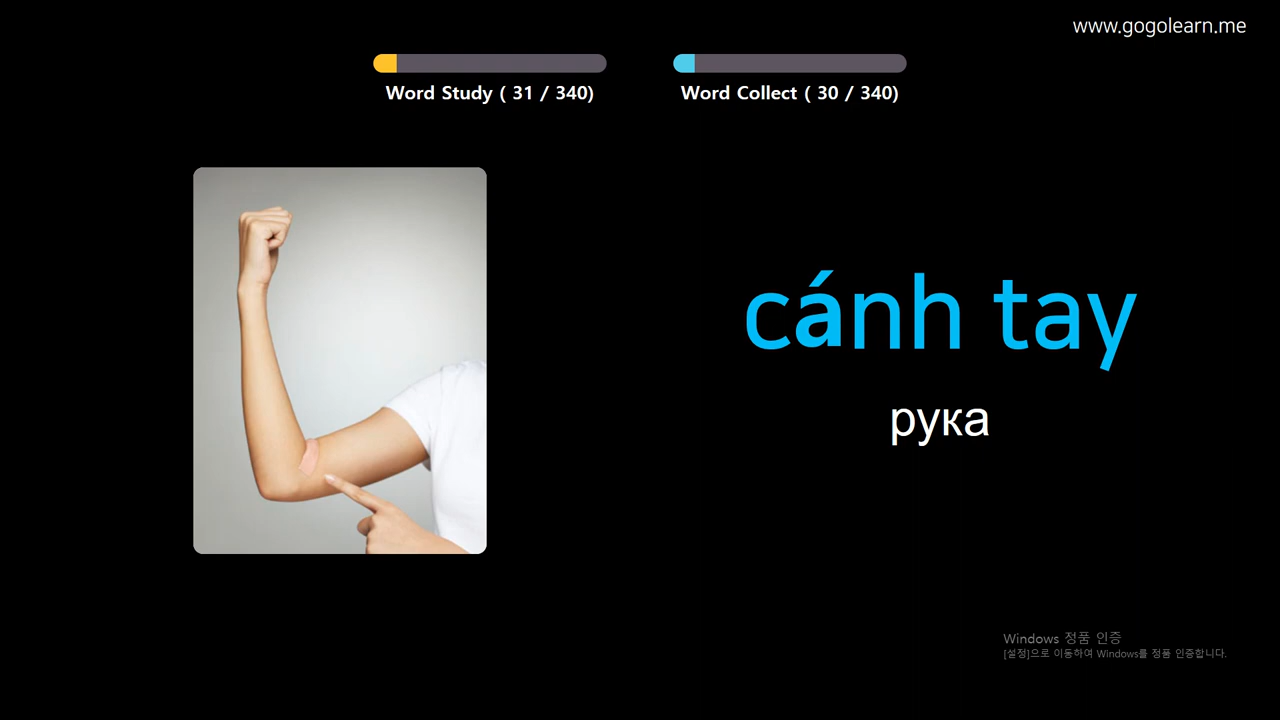 www.gogolearn.me
Word Study ( 31 / 340)
Word Collect ( 30 / 340)
cánh tay
рука
Windows 정품 인증
[설정]으로 이동하여 Windows를 정품 인증합니다.